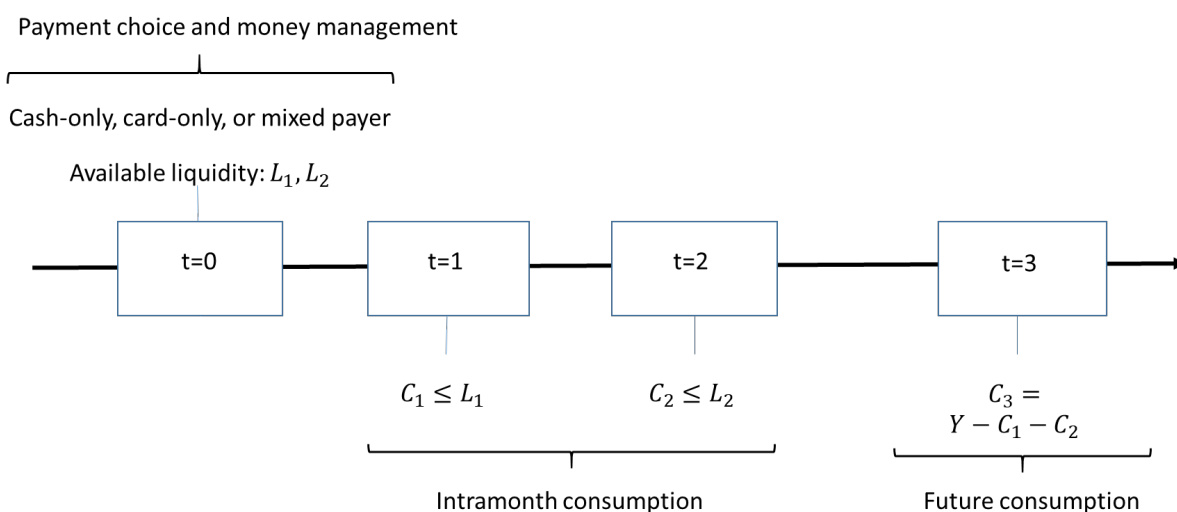 Payment choice and money management
Cash-only, card-only, or mixed payer
Available liquidity: L₁, L₂
t=0
t=1
t=2
t=3
C₁ ≤ L₁
C₂ ≤ L₂
C₃ =
Y − C₁ − C₂
Intramonth consumption
Future consumption